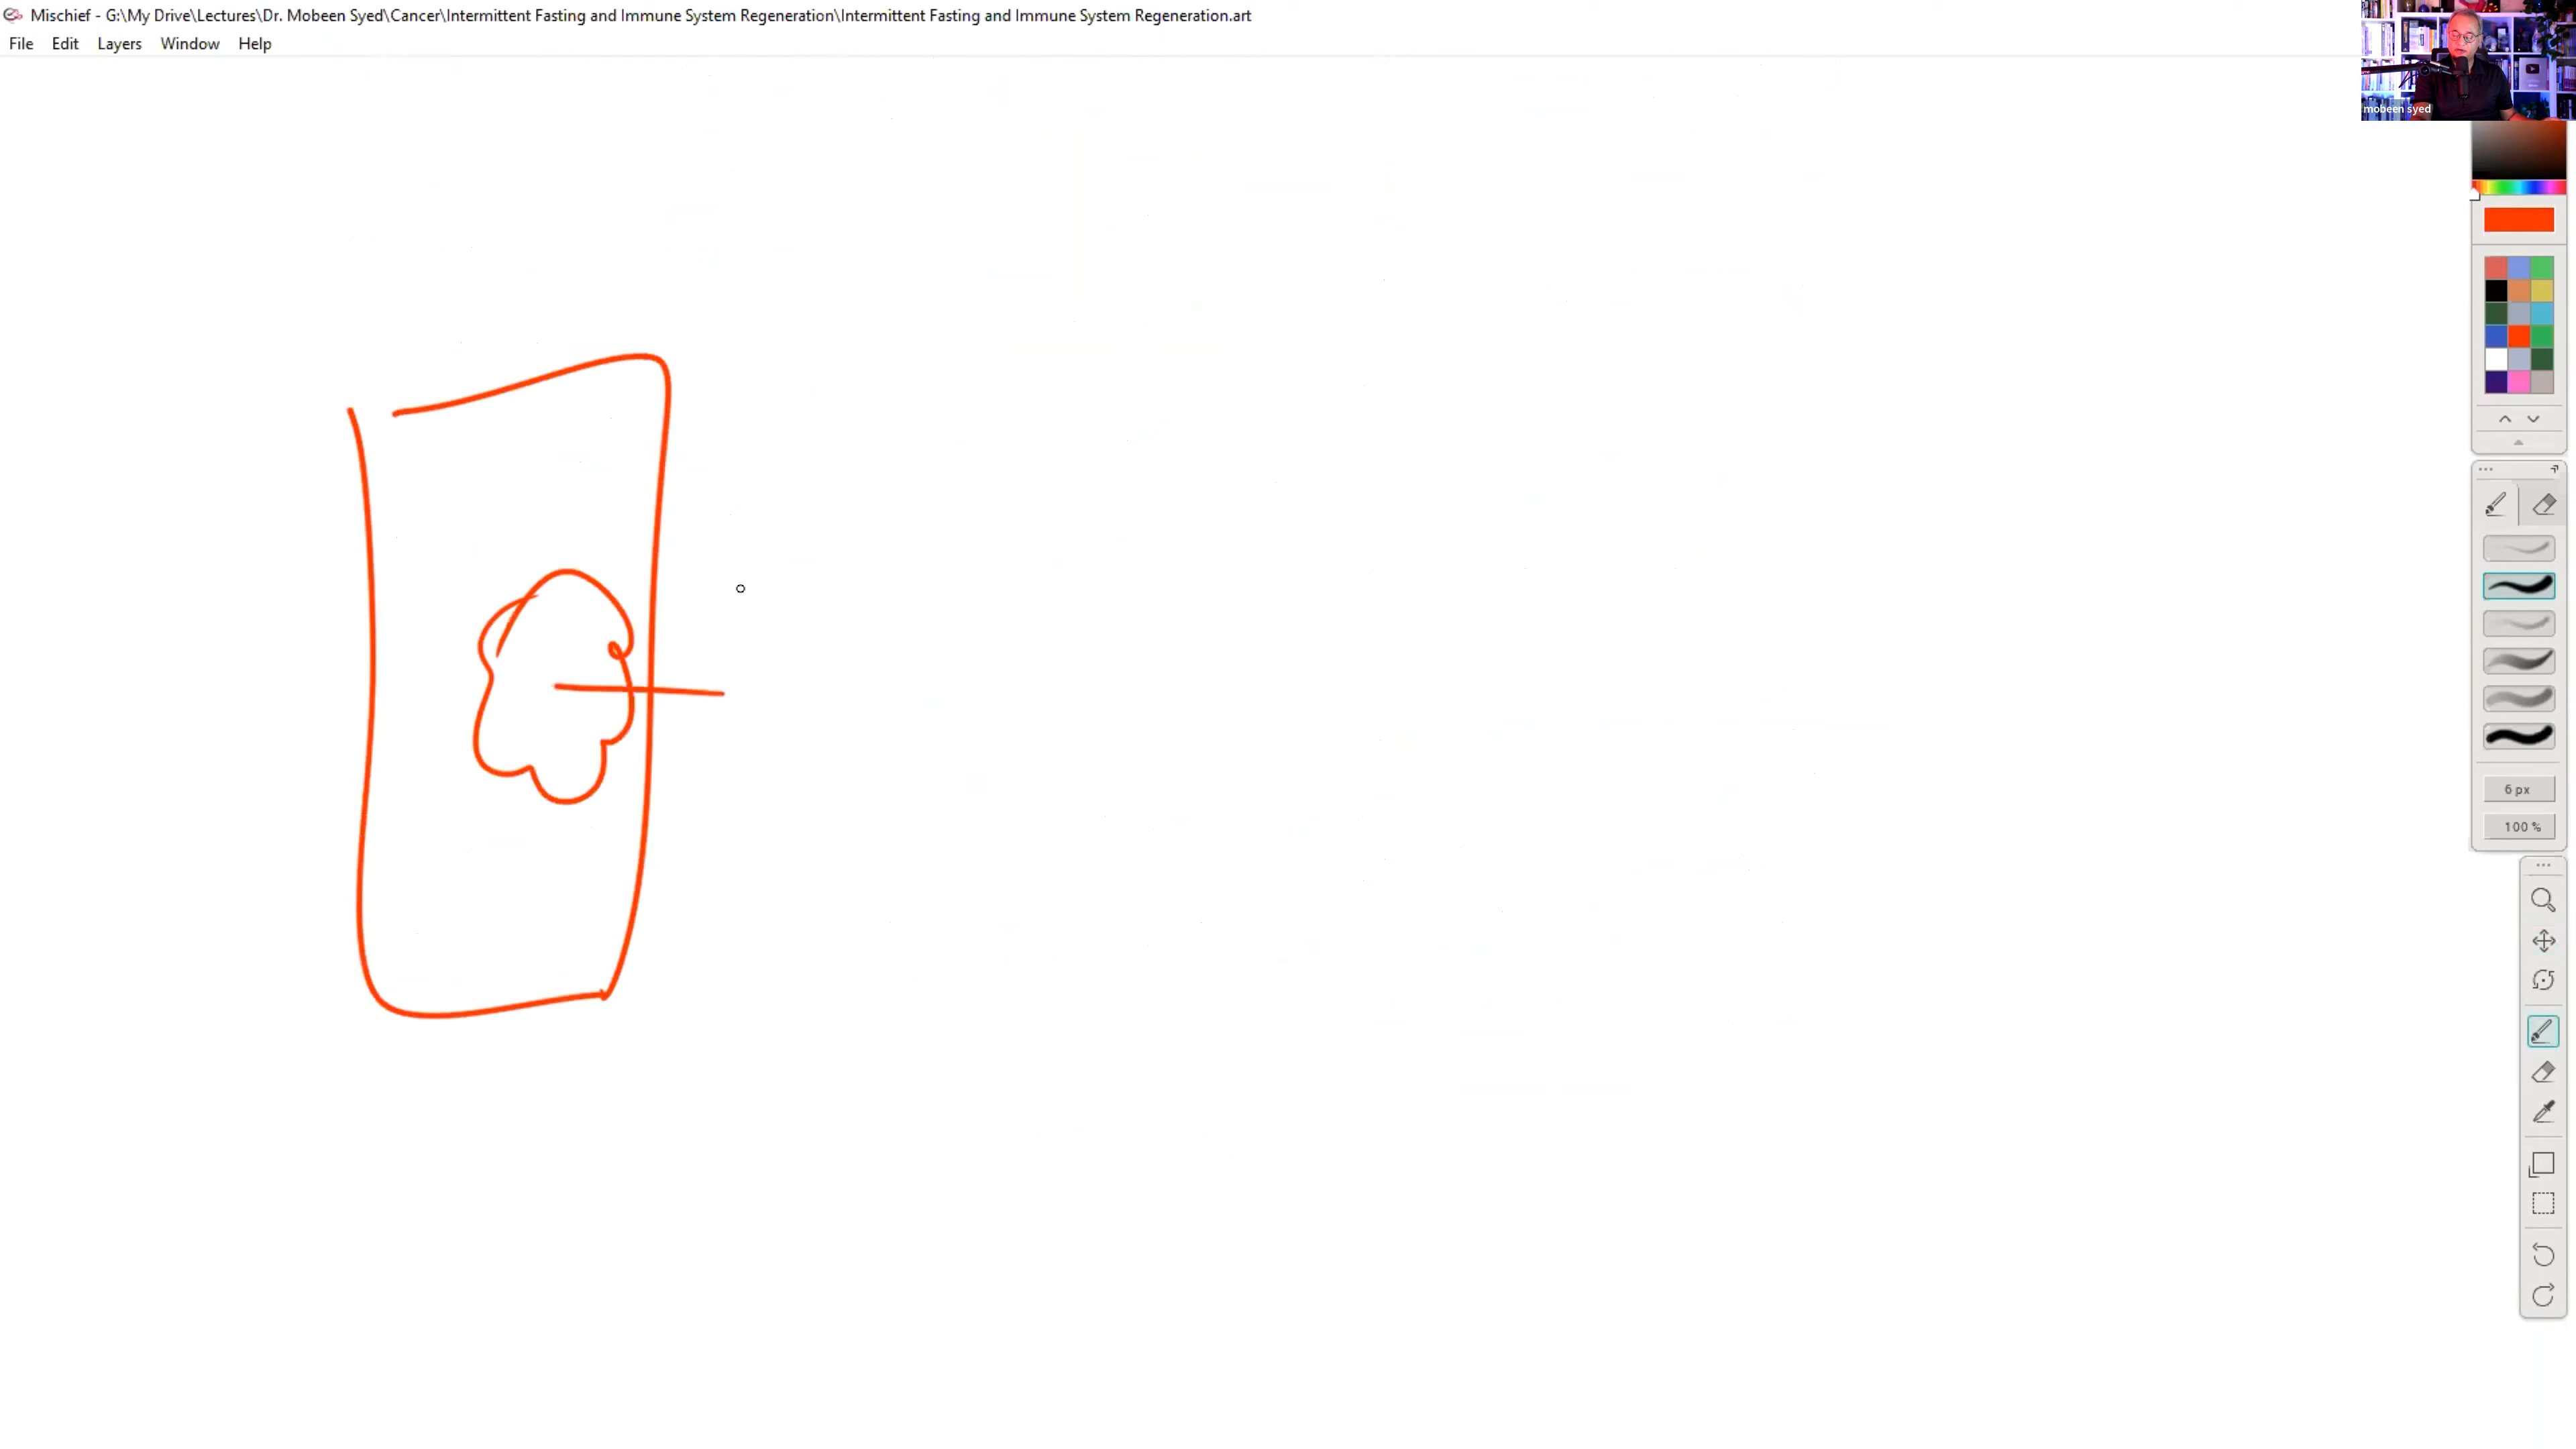 Mischief - G:\My Drive\Lectures\Dr. Mobeen Syed\Cancer\Intermittent Fasting and Immune System Regeneration\Intermittent Fasting and Immune System Regeneration.art
File Edit Layers Window Help
mobeen syed
6 px
100 %